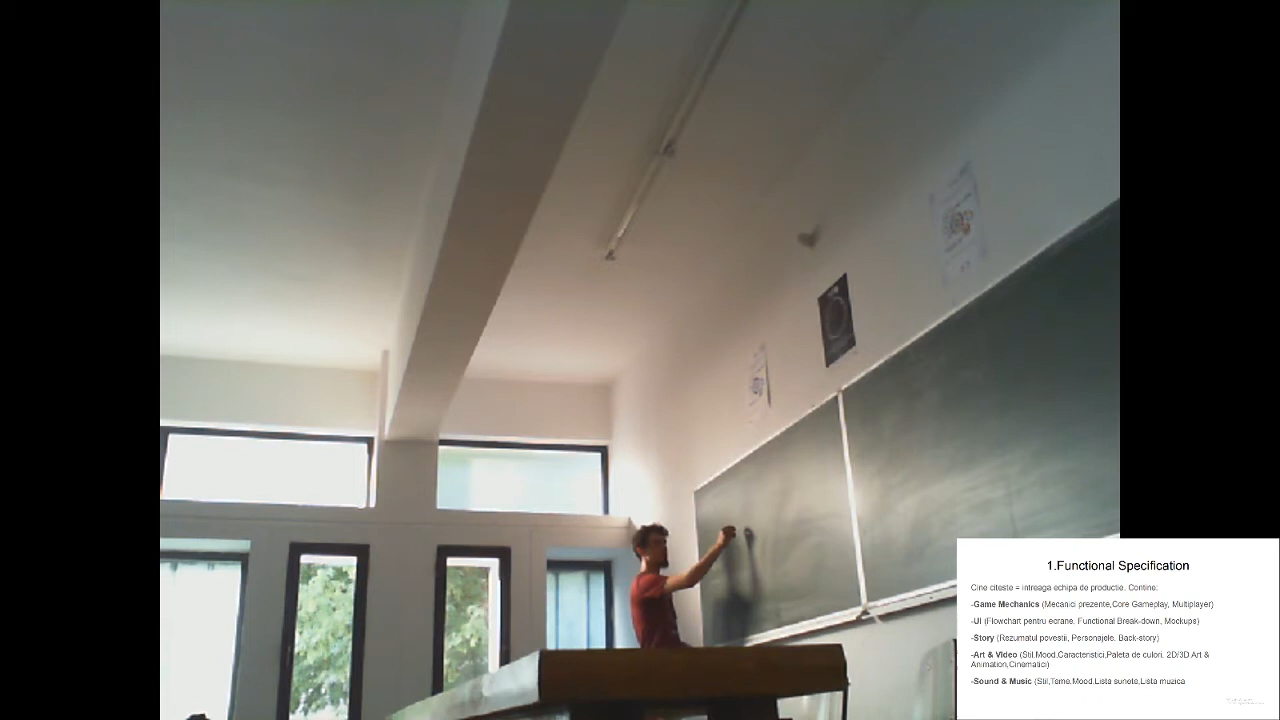 1.Functional Specification
Cine citeste = intreaga echipa de productie. Contine:
-Game Mechanics (Mecanici prezente,Core Gameplay, Multiplayer)
-UI (Flowchart pentru ecrane, Functional Break-down, Mockups)
-Story (Rezumatul povestii, Personajele, Back-story)
-Art & Video (Stil,Mood,Caracteristici,Paleta de culori, 2D/3D Art &
Animation,Cinematici)
-Sound & Music (Stil,Teme,Mood,Lista sunete,Lista muzica